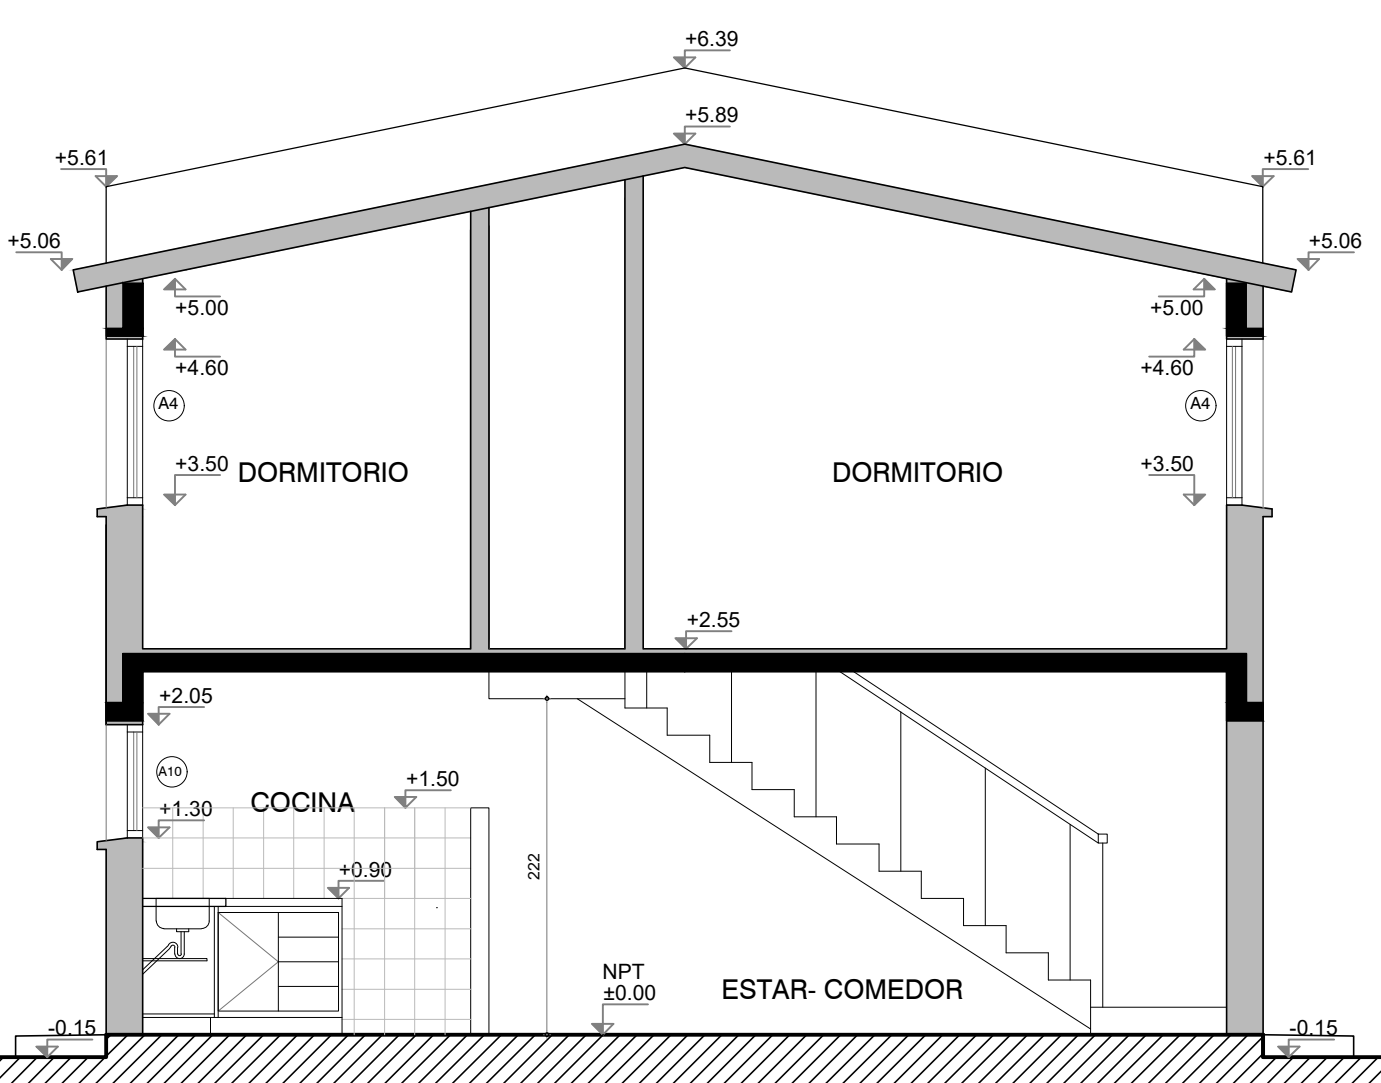 +6.39
+5.89
+5.61
+5.61
+5.06
+5.06
+5.00
+5.00
+4.60
+4.60
A4
A4
+3.50
DORMITORIO
DORMITORIO
+3.50
+2.55
+2.05
A10
+1.50
COCINA
+1.30
+0.90
222
NPT
±0.00
ESTAR- COMEDOR
-0.15
-0.15